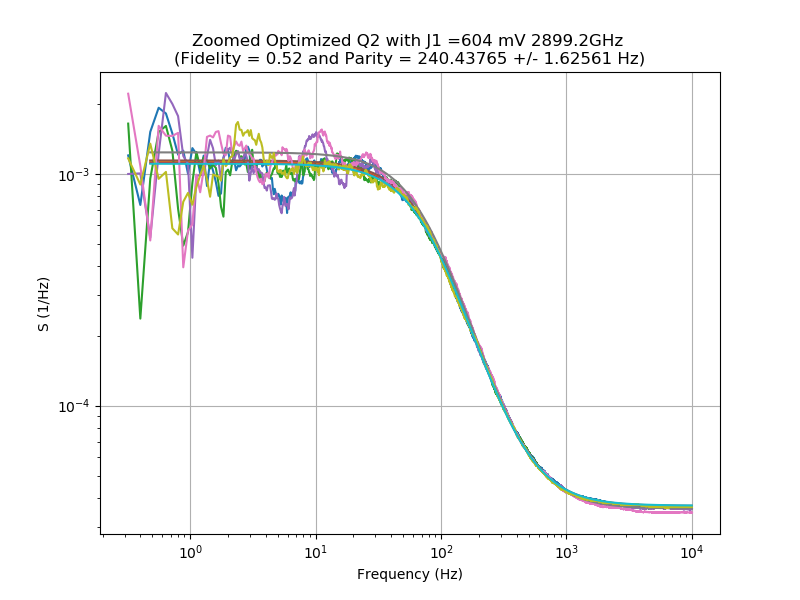 Zoomed Optimized Q2 with J1 =604 mV 2899.2GHz
(Fidelity = 0.52 and Parity = 240.43765 +/- 1.62561 Hz)
S (1/Hz)
10⁻³
10⁻⁴
10⁰ 10¹ 10² 10³ 10⁴
Frequency (Hz)